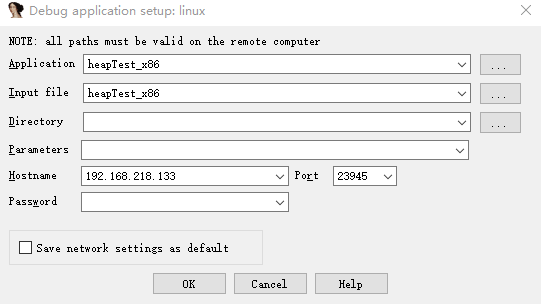 Debug application setup: linux
NOTE: all paths must be valid on the remote computer
Application heapTest_x86 ...
Input file heapTest_x86 ...
Directory ...
Parameters
Hostname 192.168.218.133 Port 23945
Password
Save network settings as default
OK Cancel Help